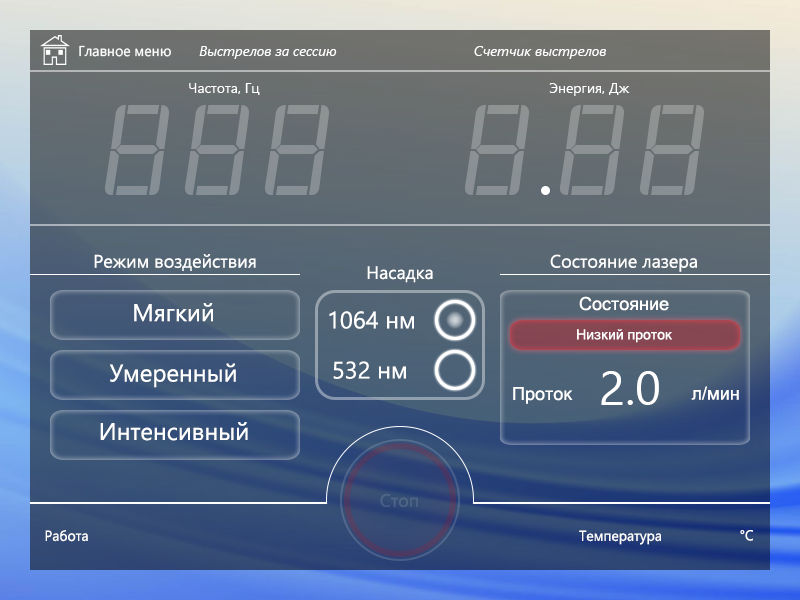 Главное меню
Выстрелов за сессию
Счетчик выстрелов
Частота, Гц
Энергия, Дж
Режим воздействия
Насадка
Состояние лазера
Мягкий
Умеренный
Интенсивный
1064 нм
532 нм
Состояние
Низкий проток
Проток 2.0 л/мин
Стоп
Работа
Температура °C